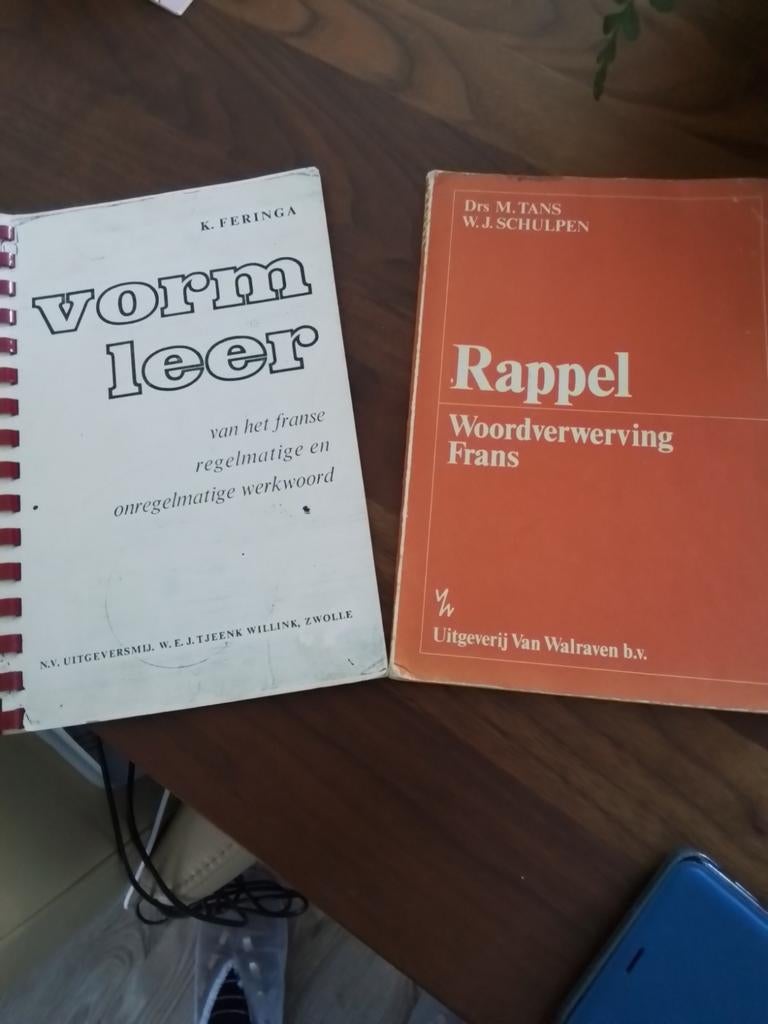 K. FERINGA
vorm
leer
van het franse
regelmatige en
onregelmatige werkwoord
N.V. UITGEVERSMIJ. W. E. J. TJEENK WILLINK, ZWOLLE
Drs M. TANS
W. J. SCHULPEN
Rappel
Woordverwerving
Frans
Uitgeverij Van Walraven b.v.